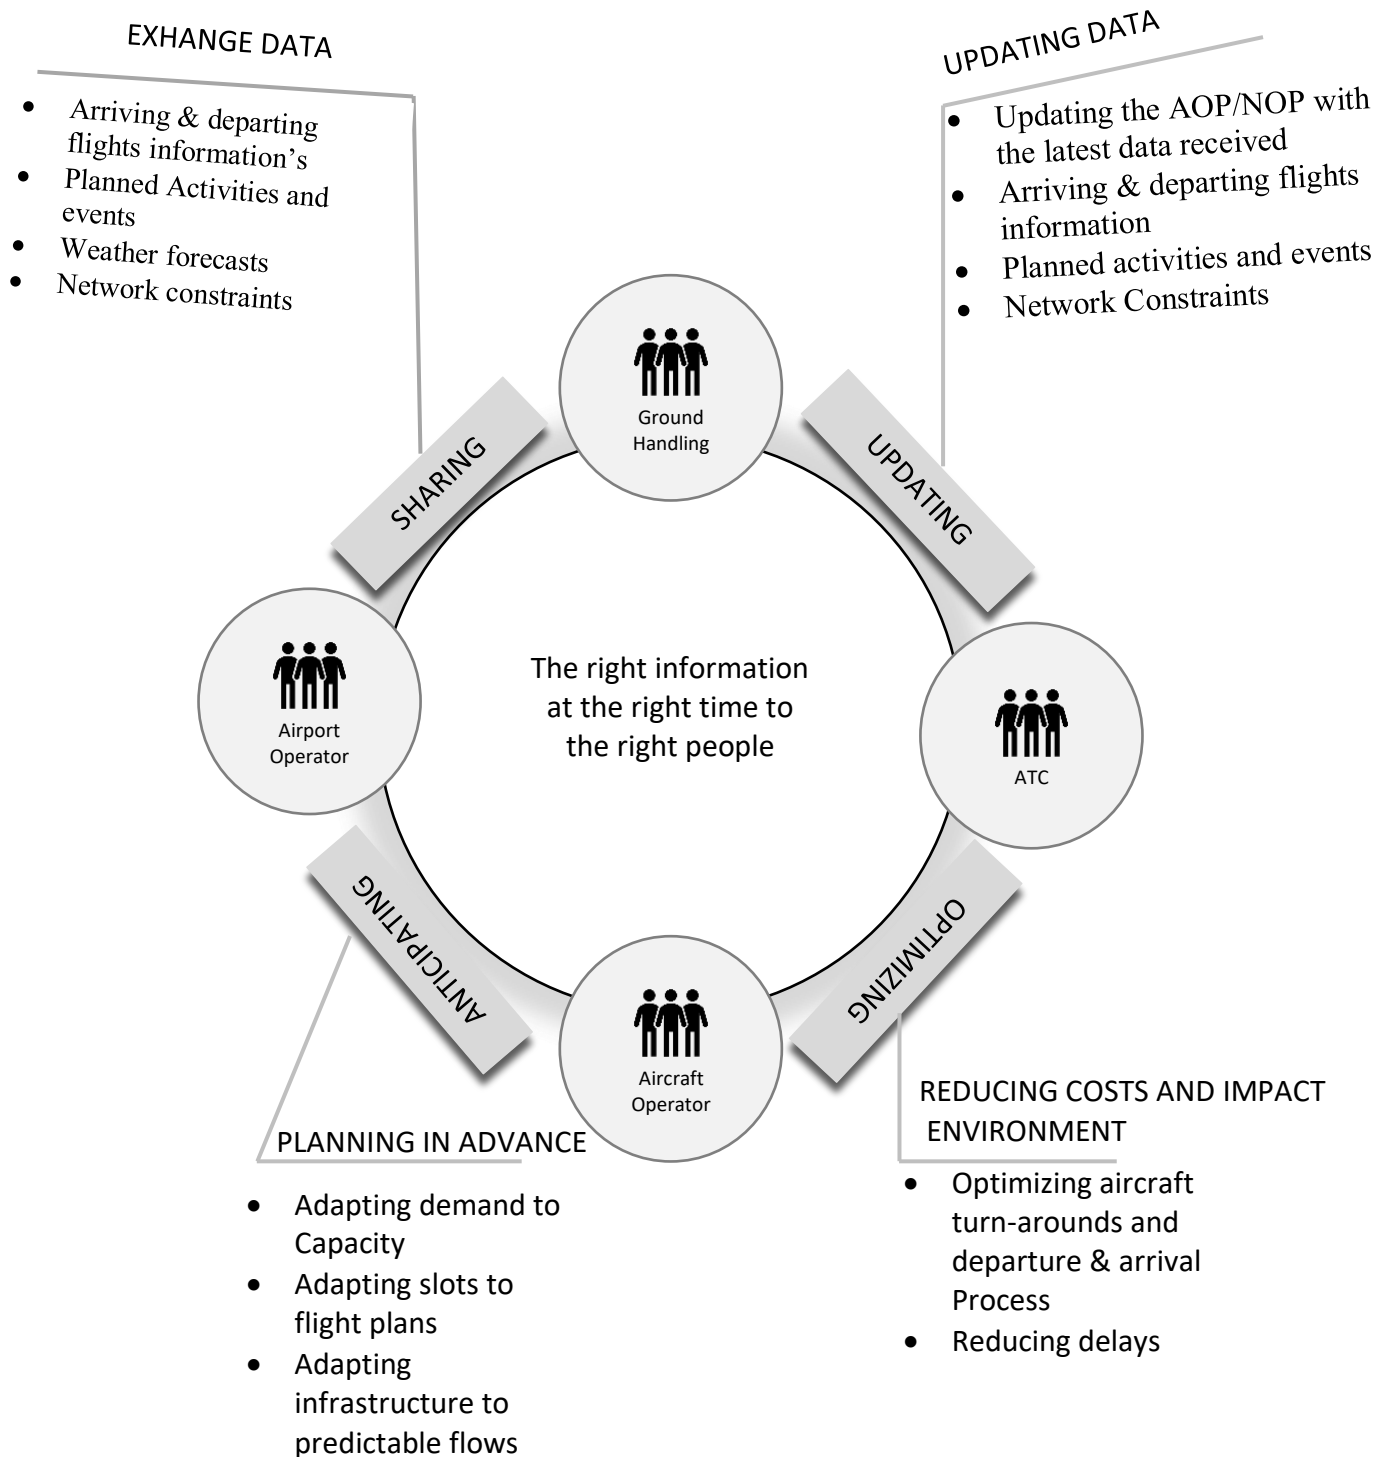 EXHANGE DATA
• Arriving & departing
flights information’s
• Planned Activities and
events
• Weather forecasts
• Network constraints
UPDATING DATA
• Updating the AOP/NOP with
the latest data received
• Arriving & departing flights
information
• Planned activities and events
• Network Constraints
Ground
Handling
SHARING
UPDATING
Airport
Operator
The right information
at the right time to
the right people
ATC
ANTICIPATING
OPTIMIZING
Aircraft
Operator
PLANNING IN ADVANCE
• Adapting demand to
Capacity
• Adapting slots to
flight plans
• Adapting
infrastructure to
predictable flows
REDUCING COSTS AND IMPACT
ENVIRONMENT
• Optimizing aircraft
turn-arounds and
departure & arrival
Process
• Reducing delays